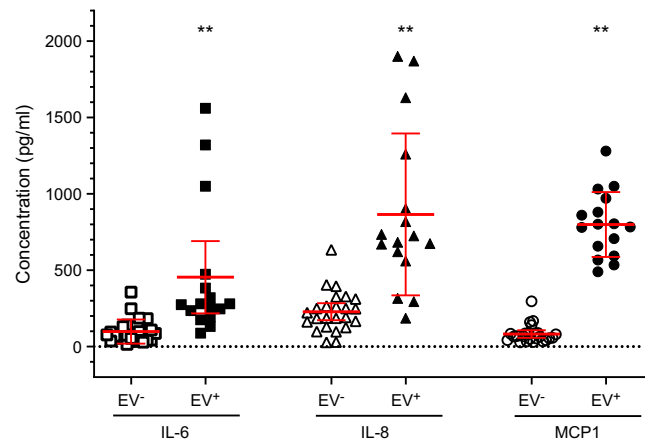 ** ** **
2000
1500
1000
500
0
Concentration (pg/ml)
EV⁻ EV⁺ EV⁻ EV⁺ EV⁻ EV⁺
IL-6 IL-8 MCP1